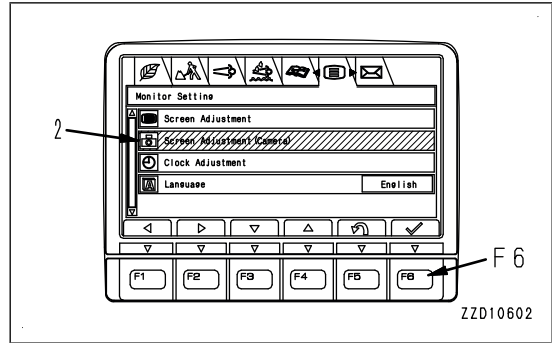 Monitor Setting
Screen Adjustment
2
Screen Adjustment(Camera)
Clock Adjustment
A
Language English
F1 F2 F3 F4 F5 F6
F6
ZZD10602